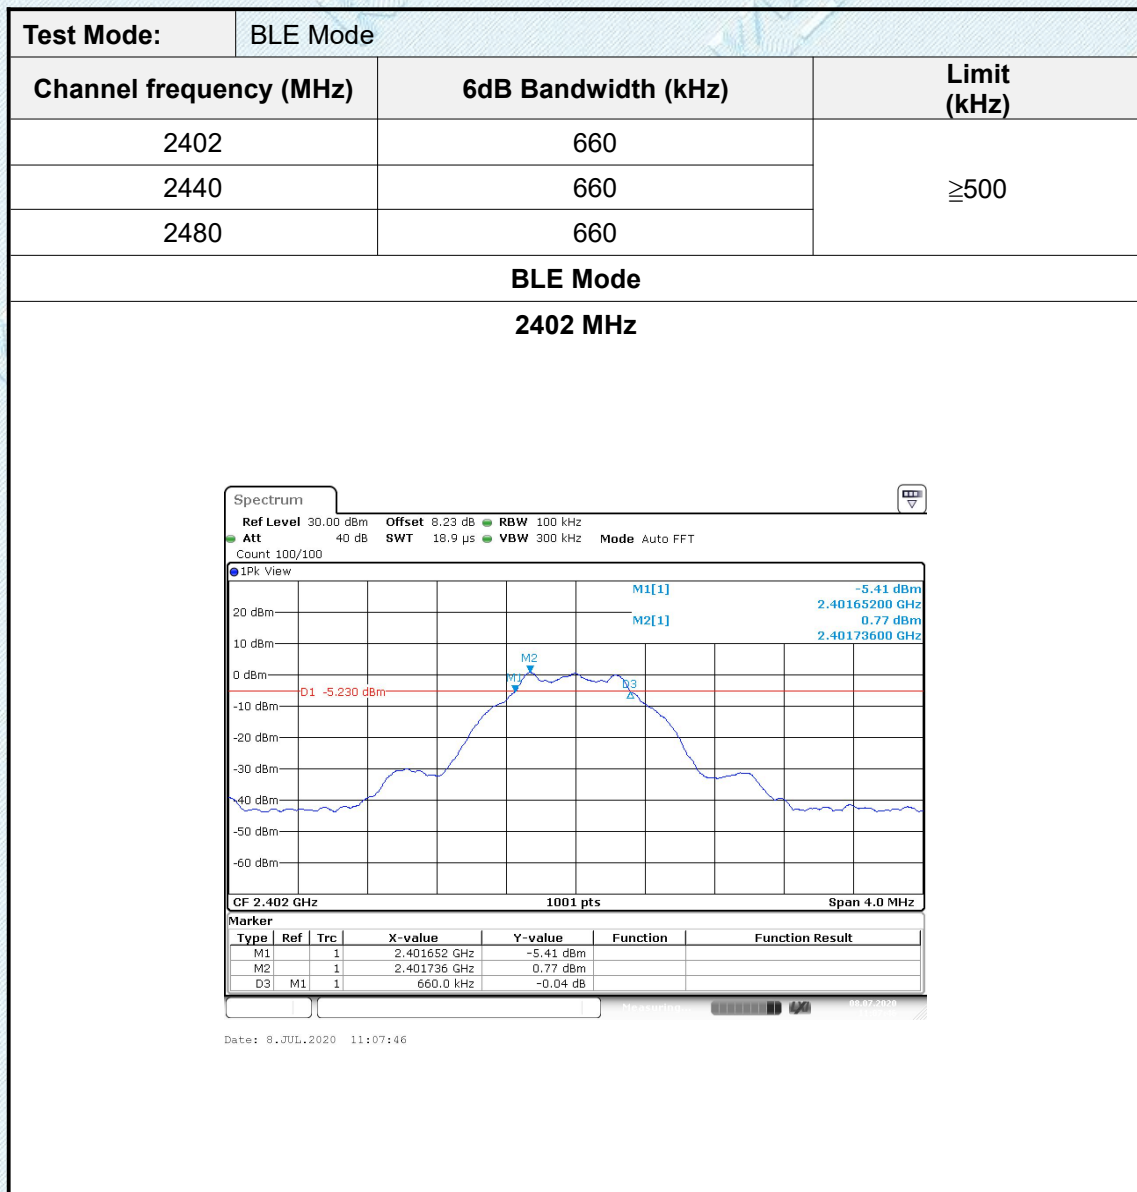 Test Mode: BLE Mode
Channel frequency (MHz) 6dB Bandwidth (kHz) Limit (kHz)
2402 660
2440 660 ≧500
2480 660
BLE Mode
2402 MHz
Spectrum
Ref Level 30.00 dBm Offset 8.23 dB RBW 100 kHz
Att 40 dB SWT 18.9 µs VBW 300 kHz Mode Auto FFT
Count 100/100
1Pk View
M1[1] -5.41 dBm
2.40165200 GHz
M2[1] 0.77 dBm
2.40173600 GHz
20 dBm
10 dBm
M2
0 dBm
M1 D3
D1 -5.230 dBm
-10 dBm
-20 dBm
-30 dBm
-40 dBm
-50 dBm
-60 dBm
CF 2.402 GHz 1001 pts Span 4.0 MHz
Marker
Type Ref Trc X-value Y-value Function Function Result
M1 1 2.401652 GHz -5.41 dBm
M2 1 2.401736 GHz 0.77 dBm
D3 M1 1 660.0 kHz -0.04 dB
Measuring... LXI 08.07.2020
Date: 8.JUL.2020 11:07:46